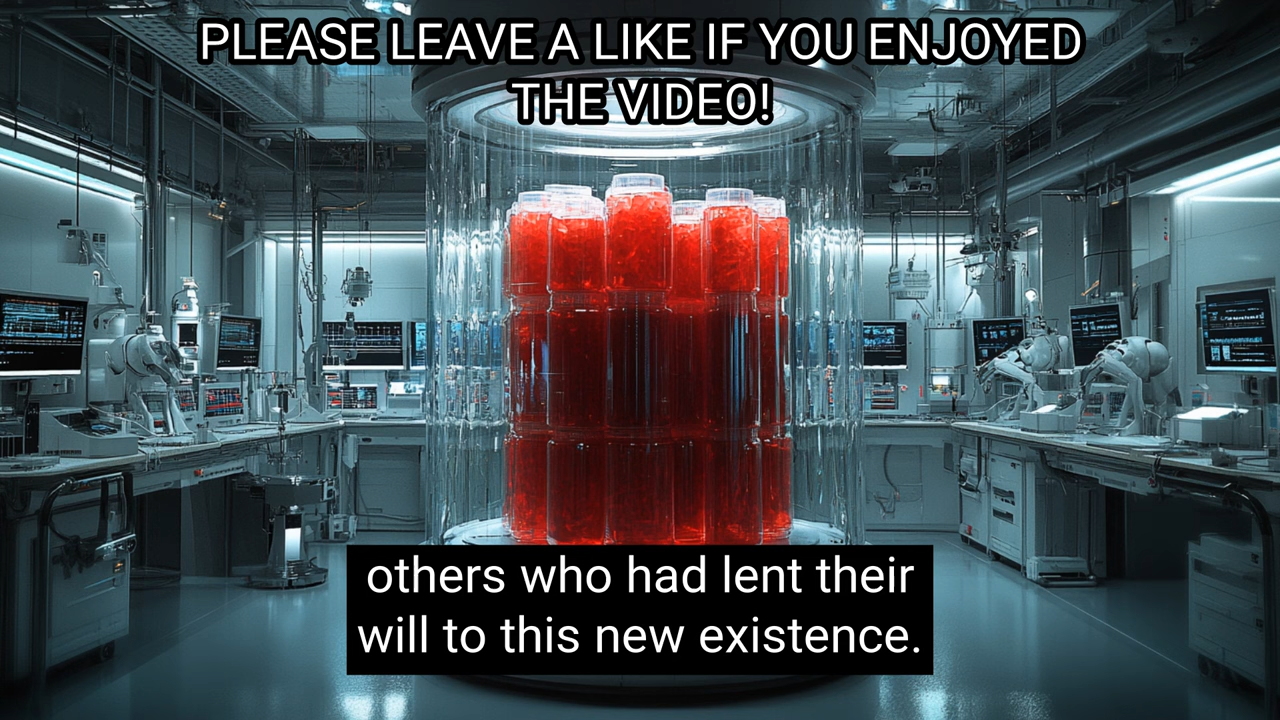 PLEASE LEAVE A LIKE IF YOU ENJOYED
THE VIDEO!
others who had lent their
will to this new existence.